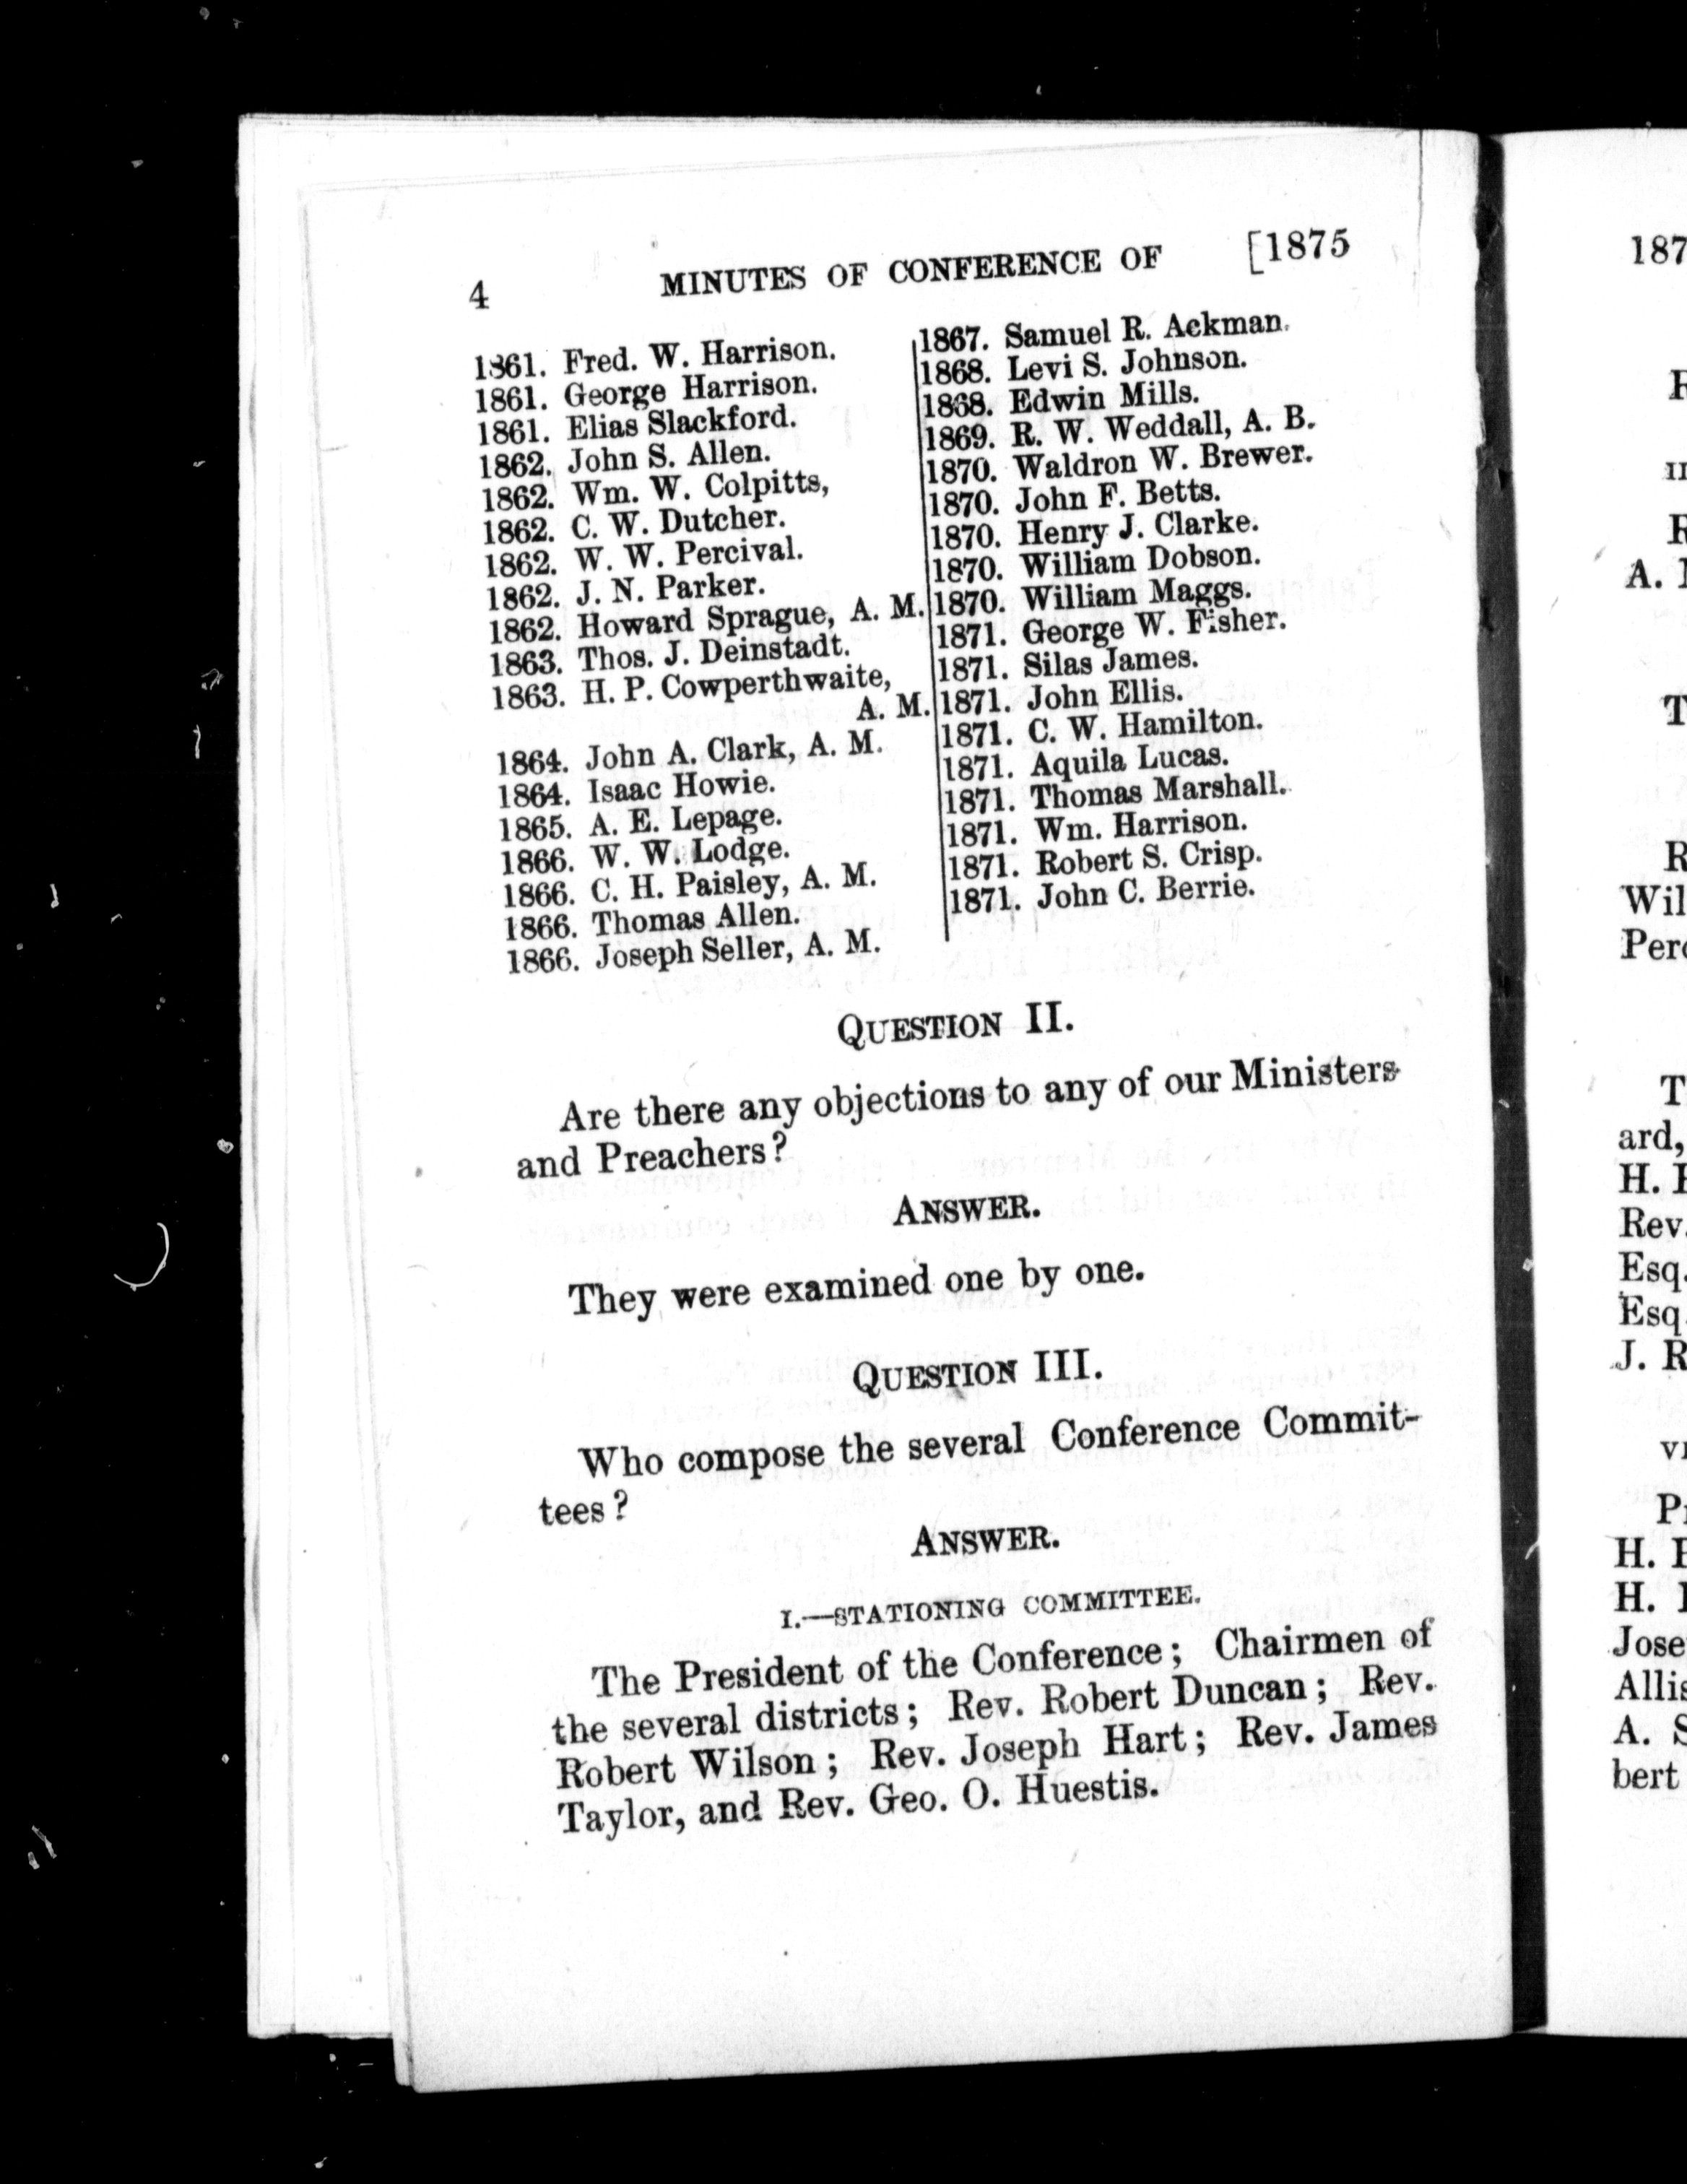 4 MINUTES OF CONFERENCE OF [1875
1861. Fred. W. Harrison.
1861. George Harrison.
1861. Elias Slackford.
1862. John S. Allen.
1862. Wm. W. Colpitts,
1862. C. W. Dutcher.
1862. W. W. Percival.
1862. J. N. Parker.
1862. Howard Sprague, A. M.
1863. Thos. J. Deinstadt.
1863. H. P. Cowperthwaite,
A. M.
1864. John A. Clark, A. M.
1864. Isaac Howie.
1865. A. E. Lepage.
1866. W. W. Lodge.
1866. C. H. Paisley, A. M.
1866. Thomas Allen.
1866. Joseph Seller, A. M.
1867. Samuel R. Ackman.
1868. Levi S. Johnson.
1868. Edwin Mills.
1869. R. W. Weddall, A. B.
1870. Waldron W. Brewer.
1870. John F. Betts.
1870. Henry J. Clarke.
1870. William Dobson.
1870. William Maggs.
1871. George W. Fisher.
1871. Silas James.
1871. John Ellis.
1871. C. W. Hamilton.
1871. Aquila Lucas.
1871. Thomas Marshall.
1871. Wm. Harrison.
1871. Robert S. Crisp.
1871. John C. Berrie.
QUESTION II.
Are there any objections to any of our Ministers
and Preachers?
ANSWER.
They were examined one by one.
QUESTION III.
Who compose the several Conference Commit-
tees?
ANSWER.
I.—STATIONING COMMITTEE.
The President of the Conference; Chairmen of
the several districts; Rev. Robert Duncan; Rev.
Robert Wilson; Rev. Joseph Hart; Rev. James
Taylor, and Rev. Geo. O. Huestis.
187
A.
Wil
Perc
ard,
H.
Rev.
Esq.
Esq.
J. R
H.
H.
Jose
Allis
A. S
bert